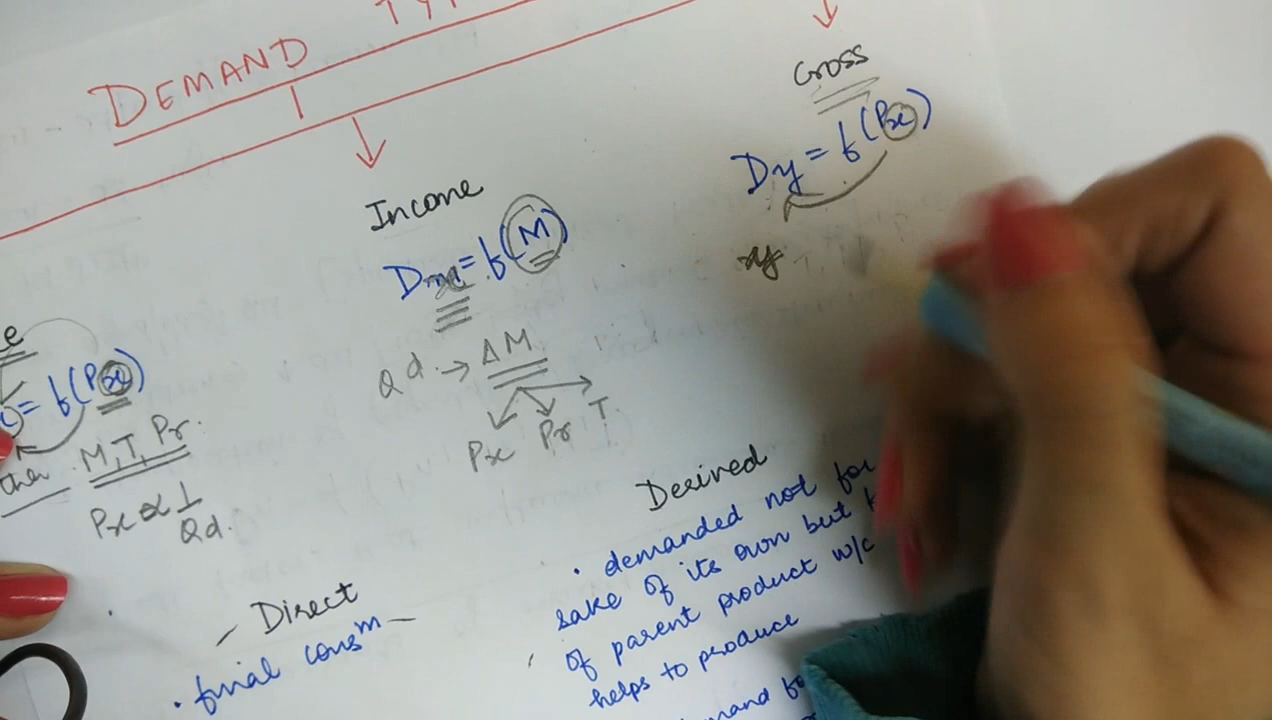 DEMAND
Cross
Dy = f(Px)
Income
Dx = f(M)
Qd. → ΔM
Px Pr T
= f(Px)
M, T, Pr.
Px ∝ 1/Qd.
Desired
• demanded not for
sake of its own but
of parent product w/c
helps to produce
– Direct
• final consm –